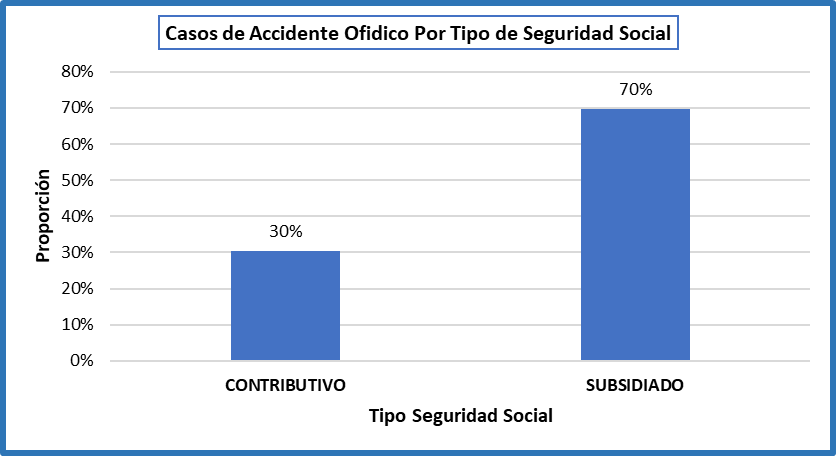 Casos de Accidente Ofidico Por Tipo de Seguridad Social
80%
70%
60%
50%
40%
30%
20%
10%
0%
Proporción
30%
70%
CONTRIBUTIVO
SUBSIDIADO
Tipo Seguridad Social